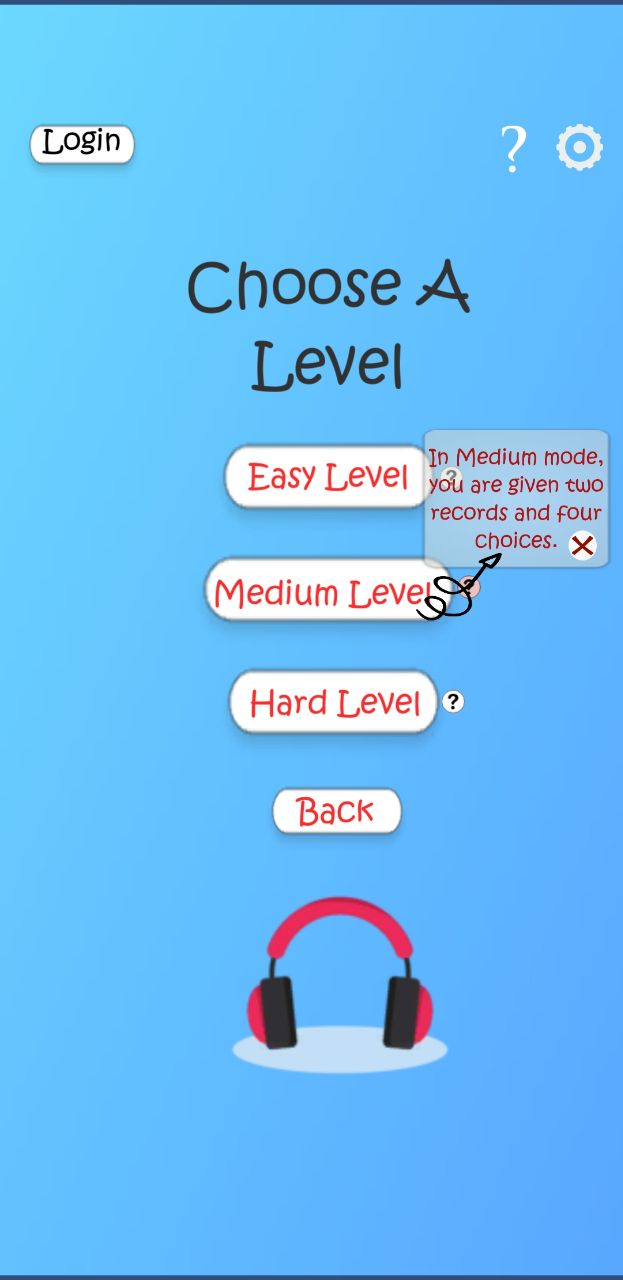 Login
?
Choose A
Level
Easy Level
?
In Medium mode,
you are given two
records and four
choices.
Medium Level
?
Hard Level
?
Back